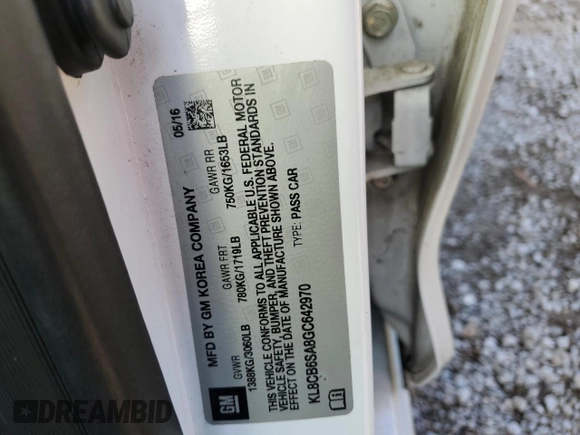 MFD BY GM KOREA COMPANY
05/16
GVWR
GAWR FRT
GAWR RR
1388KG/3060LB
780KG/1719LB
750KG/1653LB
THIS VEHICLE CONFORMS TO ALL APPLICABLE U.S. FEDERAL MOTOR
VEHICLE SAFETY, BUMPER, AND THEFT PREVENTION STANDARDS IN
EFFECT ON THE DATE OF MANUFACTURE SHOWN ABOVE.
KL8CB6SA8GC642970
TYPE: PASS CAR
GM
DREAMBID